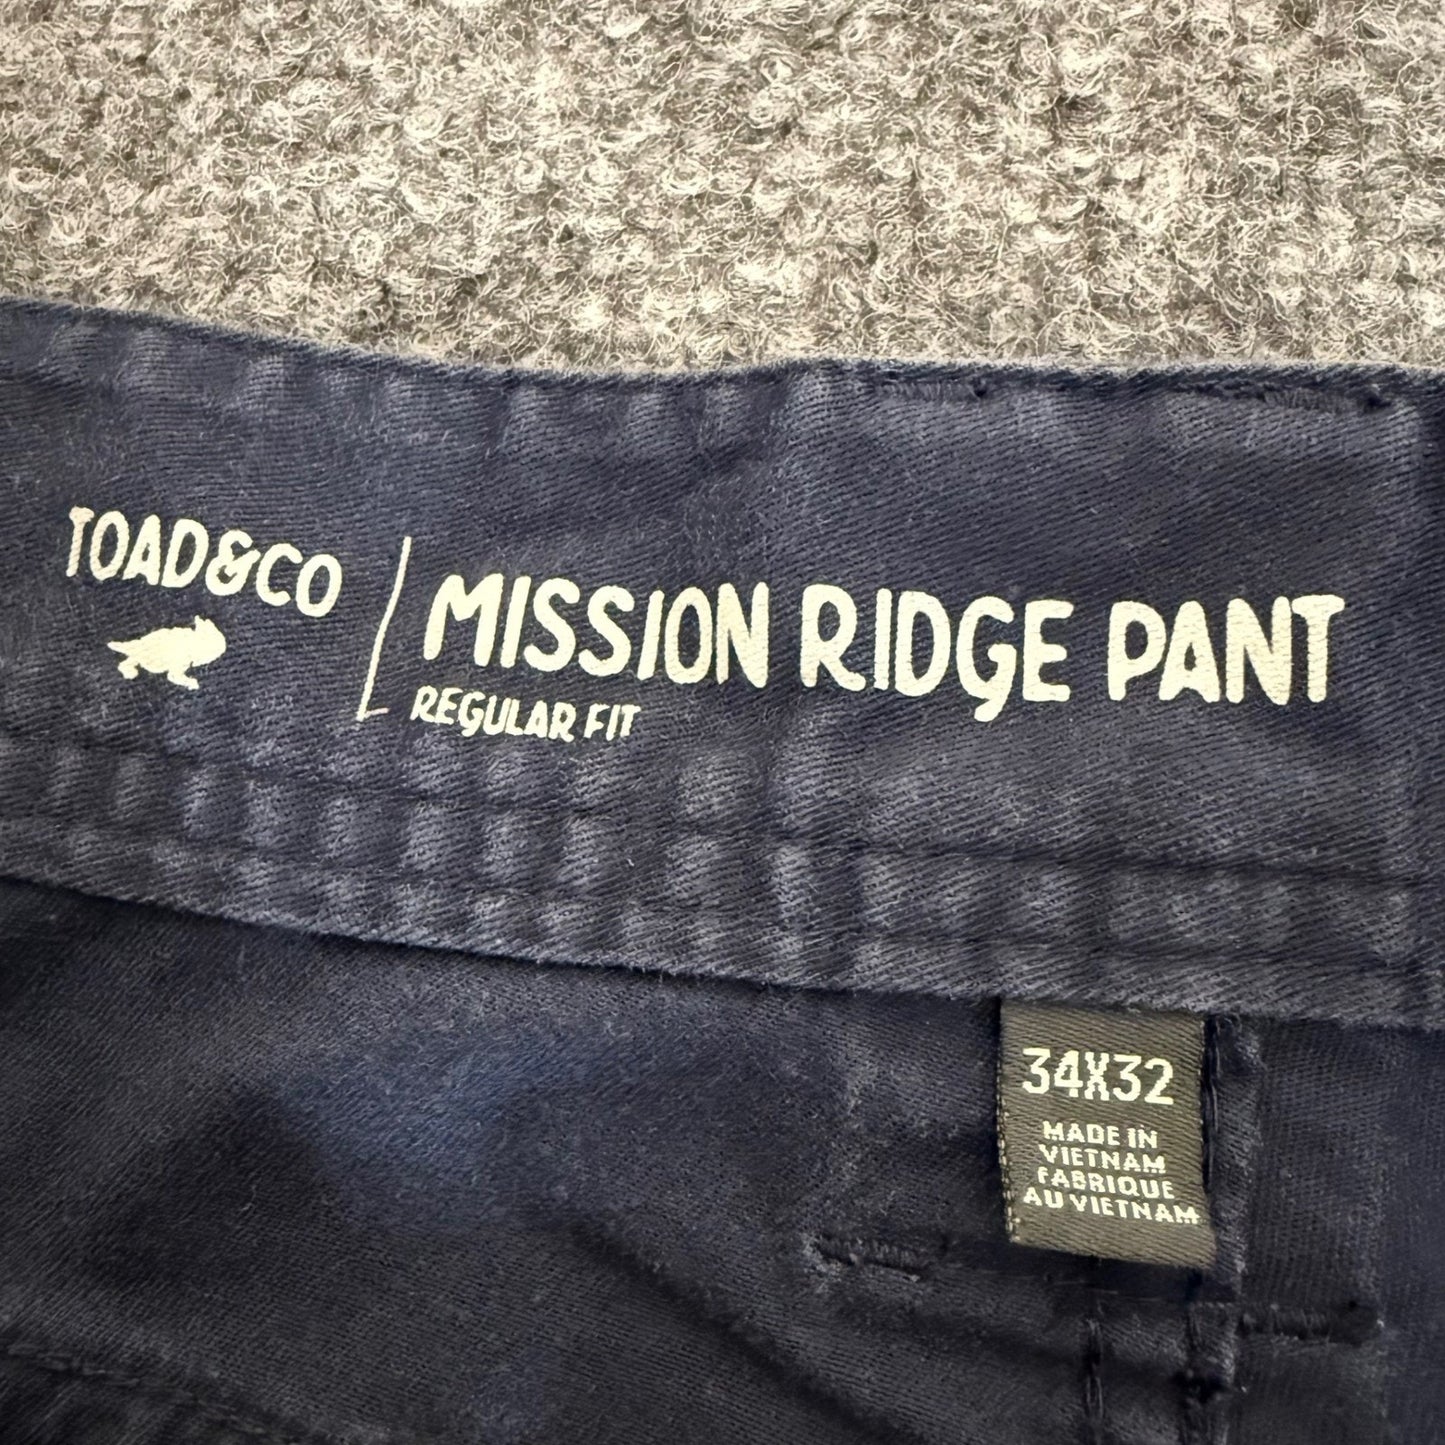 TOAD&CO
MISSION RIDGE PANT
REGULAR FIT
34X32
MADE IN
VIETNAM
FABRIQUE
AU VIETNAM